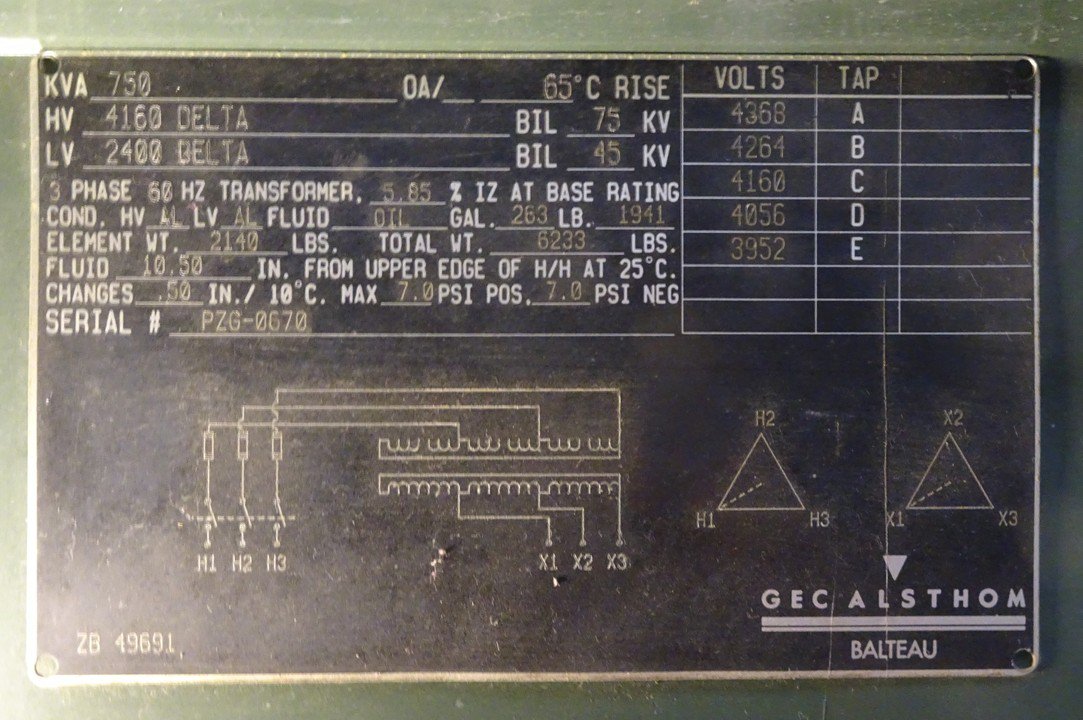 KVA 750 OA/ 65°C RISE
HV 4160 DELTA BIL 75 KV
LV 2400 DELTA BIL 45 KV
3 PHASE 60 HZ TRANSFORMER, 5.85 % IZ AT BASE RATING
COND, HV AL LV AL FLUID OIL GAL. 263 LB. 1941
ELEMENT WT. 2140 LBS. TOTAL WT. 6233 LBS.
FLUID 10.50 IN. FROM UPPER EDGE OF H/H AT 25°C.
CHANGES .50 IN./ 10°C. MAX 7.0 PSI POS. 7.0 PSI NEG
SERIAL # PZG-0670
VOLTS TAP
4368 A
4264 B
4160 C
4056 D
3952 E
H1 H2 H3
X1 X2 X3
H2
H1 H3
X2
X1 X3
GEC ALSTHOM
BALTEAU
ZB 49691